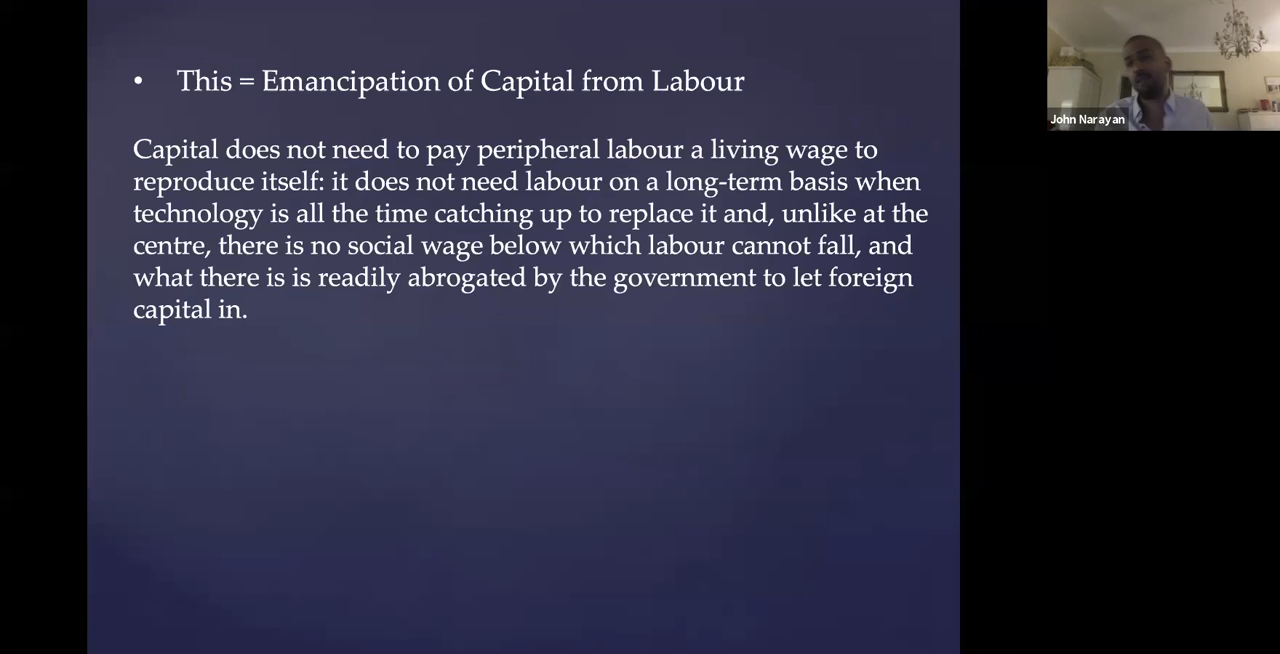 • This = Emancipation of Capital from Labour
Capital does not need to pay peripheral labour a living wage to
reproduce itself: it does not need labour on a long-term basis when
technology is all the time catching up to replace it and, unlike at the
centre, there is no social wage below which labour cannot fall, and
what there is is readily abrogated by the government to let foreign
capital in.
John Narayan